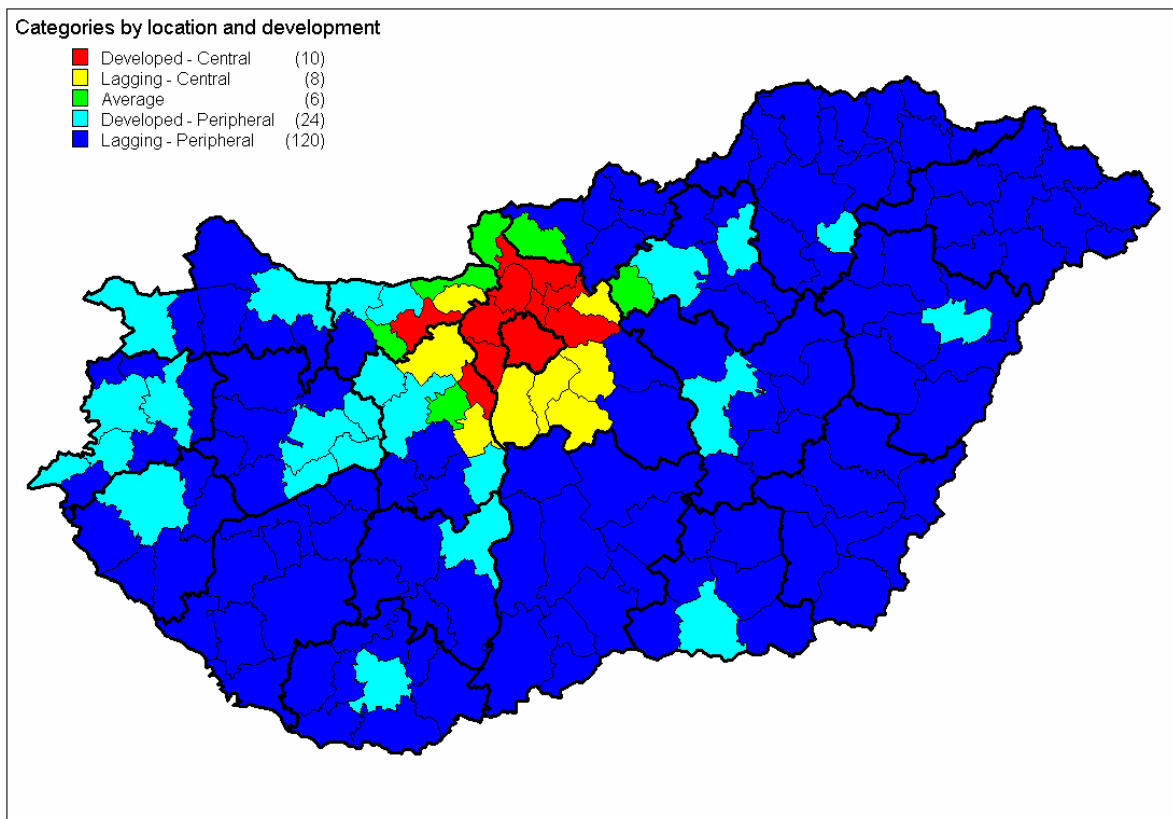 Categories by location and development
Developed - Central (10)
Lagging - Central (8)
Average (6)
Developed - Peripheral (24)
Lagging - Peripheral (120)